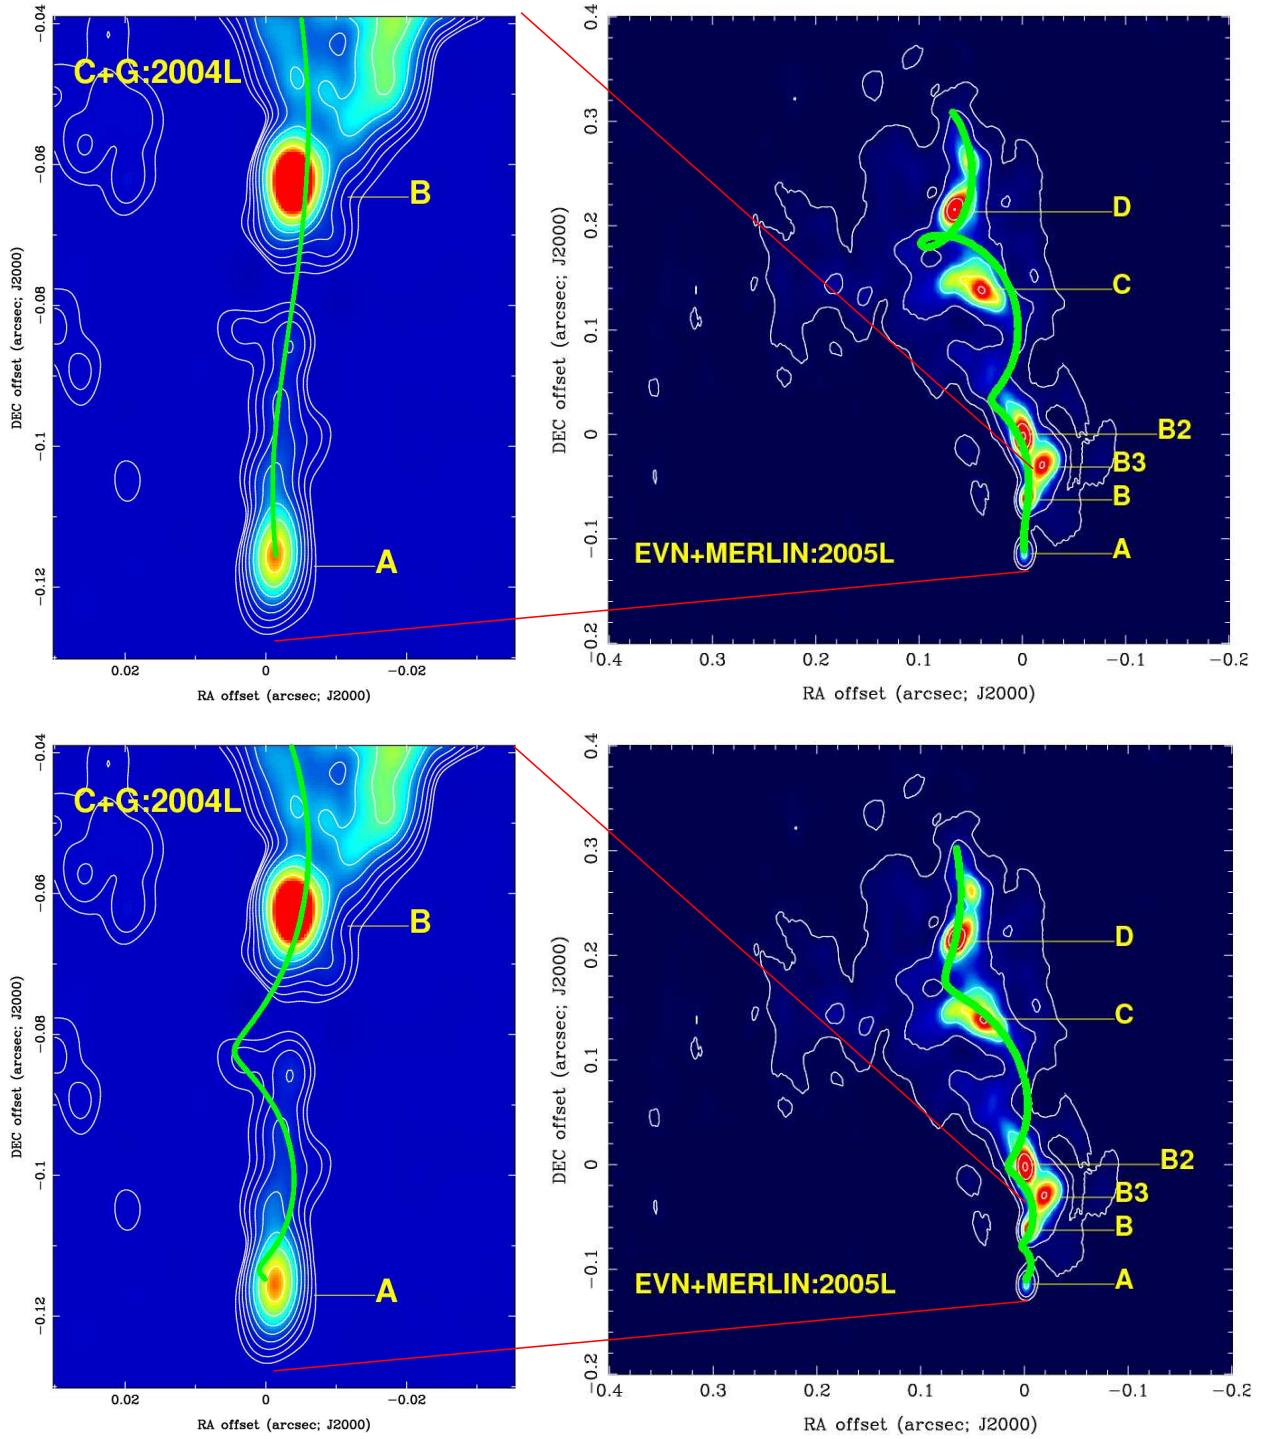 C+G:2004L
B
A
−0.04
−0.06
−0.08
−0.1
−0.12
DEC offset (arcsec; J2000)
0.02
0
−0.02
RA offset (arcsec; J2000)
D
C
B2
B3
B
A
EVN+MERLIN:2005L
0.4
0.3
0.2
0.1
0
−0.1
−0.2
DEC offset (arcsec; J2000)
−0.4
0.3
0.2
0.1
0
−0.1
−0.2
RA offset (arcsec; J2000)
C+G:2004L
B
A
−0.04
−0.06
−0.08
−0.1
−0.12
DEC offset (arcsec; J2000)
0.02
0
−0.02
RA offset (arcsec; J2000)
D
C
B2
B3
B
A
EVN+MERLIN:2005L
0.4
0.3
0.2
0.1
0
−0.1
−0.2
DEC offset (arcsec; J2000)
−0.4
0.3
0.2
0.1
0
−0.1
−0.2
RA offset (arcsec; J2000)